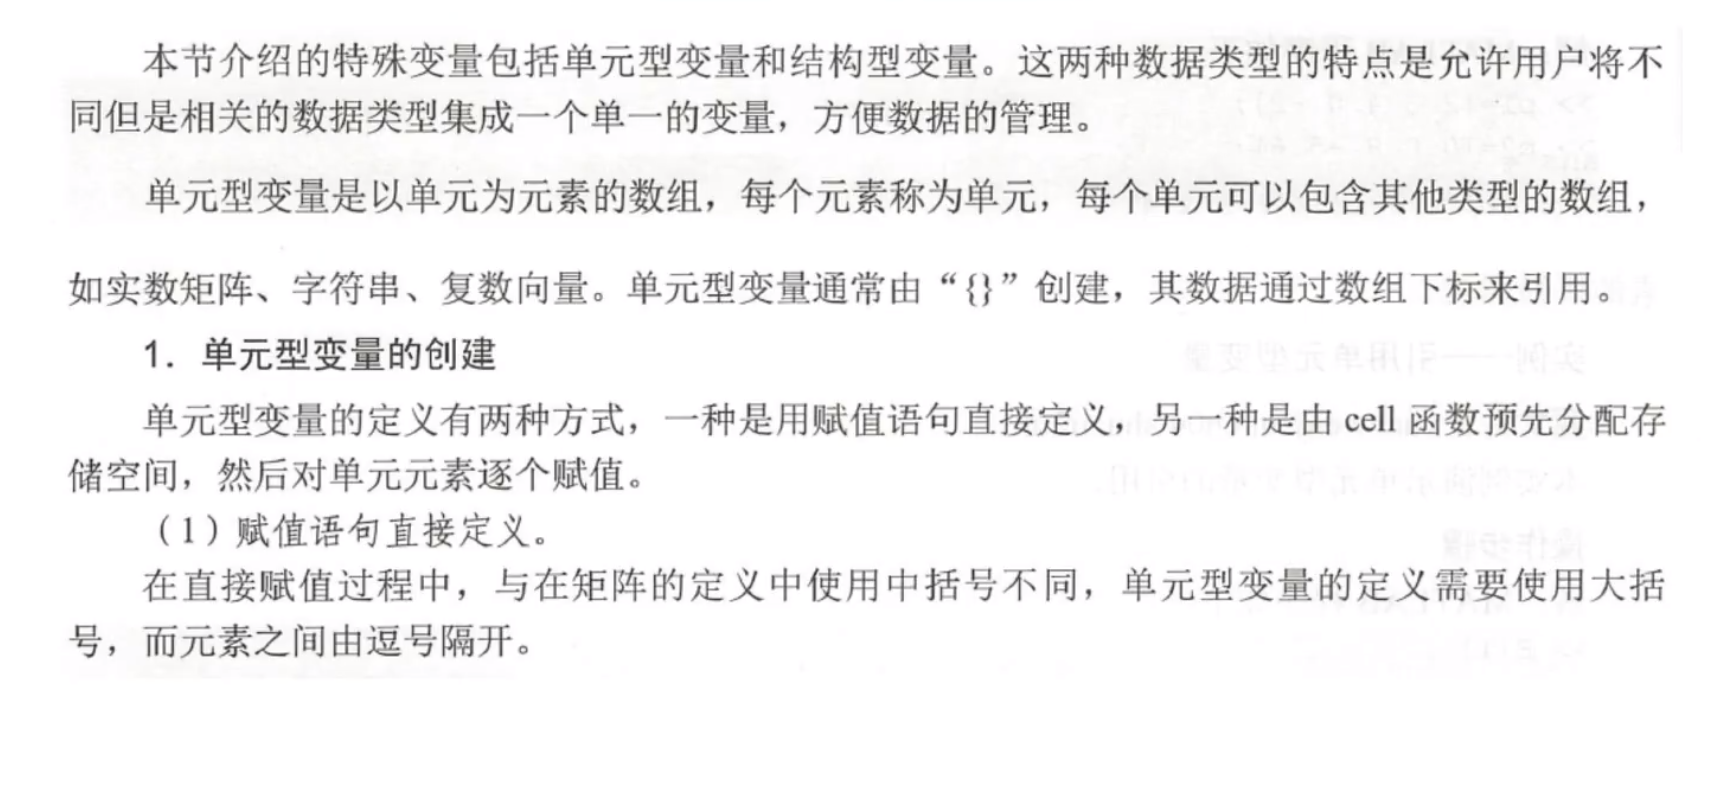 本节介绍的特殊变量包括单元型变量和结构型变量。这两种数据类型的特点是允许用户将不
同但是相关的数据类型集成一个单一的变量，方便数据的管理。
单元型变量是以单元为元素的数组，每个元素称为单元，每个单元可以包含其他类型的数组，
如实数矩阵、字符串、复数向量。单元型变量通常由“{}”创建，其数据通过数组下标来引用。
1．单元型变量的创建
单元型变量的定义有两种方式，一种是用赋值语句直接定义，另一种是由 cell 函数预先分配存
储空间，然后对单元元素逐个赋值。
（1）赋值语句直接定义。
在直接赋值过程中，与在矩阵的定义中使用中括号不同，单元型变量的定义需要使用大括
号，而元素之间由逗号隔开。